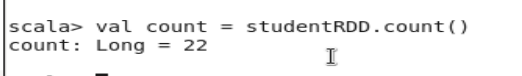 scala> val count = studentRDD.count()
count: Long = 22